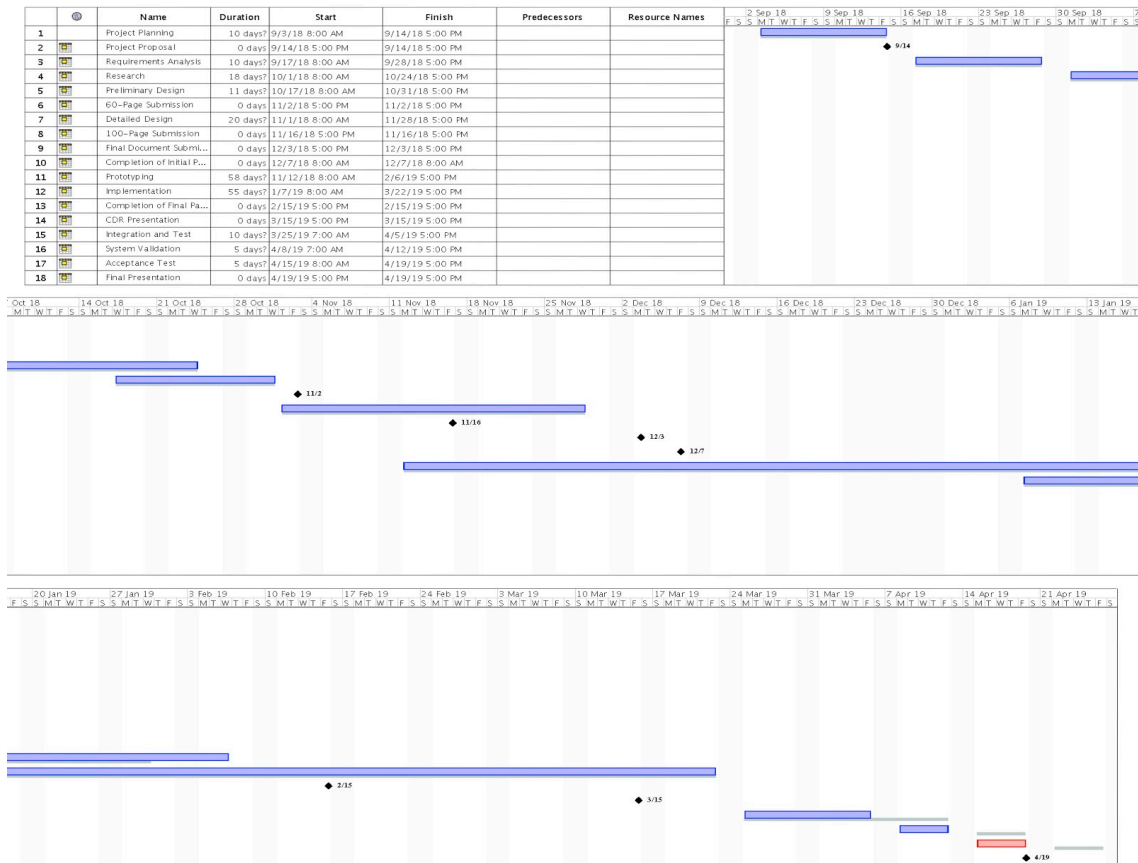 Name Duration Start Finish Predecessors Resource Names
1 Project Planning 10 days? 9/3/18 8:00 AM 9/14/18 5:00 PM
2 Project Proposal 0 days 9/14/18 5:00 PM 9/14/18 5:00 PM
3 Requirements Analysis 10 days? 9/17/18 8:00 AM 9/28/18 5:00 PM
4 Research 18 days? 10/1/18 8:00 AM 10/24/18 5:00 PM
5 Preliminary Design 11 days? 10/17/18 8:00 AM 10/31/18 5:00 PM
6 60-Page Submission 0 days 11/2/18 5:00 PM 11/2/18 5:00 PM
7 Detailed Design 20 days? 11/1/18 8:00 AM 11/28/18 5:00 PM
8 100-Page Submission 0 days 11/16/18 5:00 PM 11/16/18 5:00 PM
9 Final Document Submi... 0 days 12/3/18 5:00 PM 12/3/18 5:00 PM
10 Completion of Initial P... 0 days 12/7/18 8:00 AM 12/7/18 8:00 AM
11 Prototyping 58 days? 11/12/18 8:00 AM 2/6/19 5:00 PM
12 Implementation 55 days? 1/7/19 8:00 AM 3/22/19 5:00 PM
13 Completion of Final Pa... 0 days 2/15/19 5:00 PM 2/15/19 5:00 PM
14 CDR Presentation 0 days 3/15/19 5:00 PM 3/15/19 5:00 PM
15 Integration and Test 10 days? 3/25/19 7:00 AM 4/5/19 5:00 PM
16 System Validation 5 days? 4/8/19 7:00 AM 4/12/19 5:00 PM
17 Acceptance Test 5 days? 4/15/19 8:00 AM 4/19/19 5:00 PM
18 Final Presentation 0 days 4/19/19 5:00 PM 4/19/19 5:00 PM
2 Sep 18 9 Sep 18 16 Sep 18 23 Sep 18 30 Sep 18
F S S M T W T F S S M T W T F S S M T W T F S S M T W T F S S M T W T F S
9/14
Oct 18 14 Oct 18 21 Oct 18 28 Oct 18 4 Nov 18 11 Nov 18 18 Nov 18 25 Nov 18 2 Dec 18 9 Dec 18 16 Dec 18 23 Dec 18 30 Dec 18 6 Jan 19 13 Jan 19
M T W T F S S M T W T F S S M T W T F S S M T W T F S S M T W T F S S M T W T F S S M T W T F S S M T W T F S S M T W T F S S M T W T F S S M T W T F S S M T W T F S S M T W T F S S M T W T F S S M T W T
11/2
11/16
12/3
12/7
20 Jan 19 27 Jan 19 3 Feb 19 10 Feb 19 17 Feb 19 24 Feb 19 3 Mar 19 10 Mar 19 17 Mar 19 24 Mar 19 31 Mar 19 7 Apr 19 14 Apr 19 21 Apr 19
F S S M T W T F S S M T W T F S S M T W T F S S M T W T F S S M T W T F S S M T W T F S S M T W T F S S M T W T F S S M T W T F S S M T W T F S S M T W T F S S M T W T F S S M T W T F S S M T W T F S
2/15
3/15
4/19